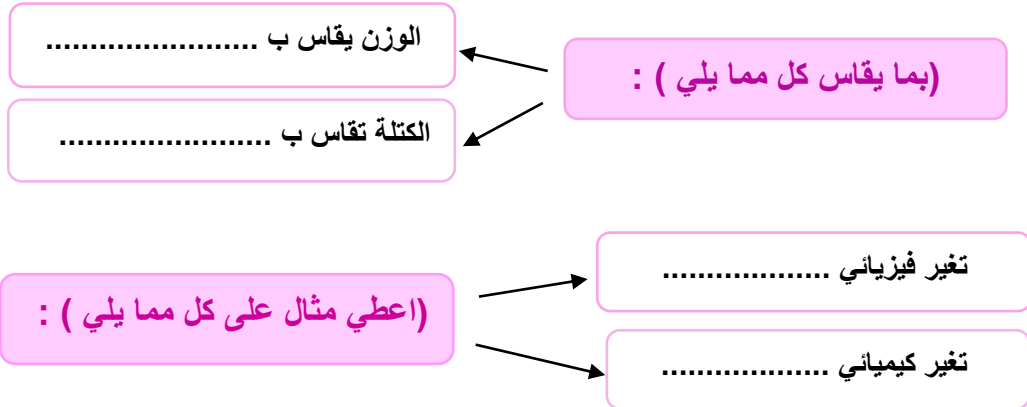 (بما يقاس كل مما يلي ) :
الوزن يقاس ب ........................
الكتلة تقاس ب ........................
(اعطي مثال على كل مما يلي ) :
تغير فيزيائي ...................
تغير كيميائي ...................